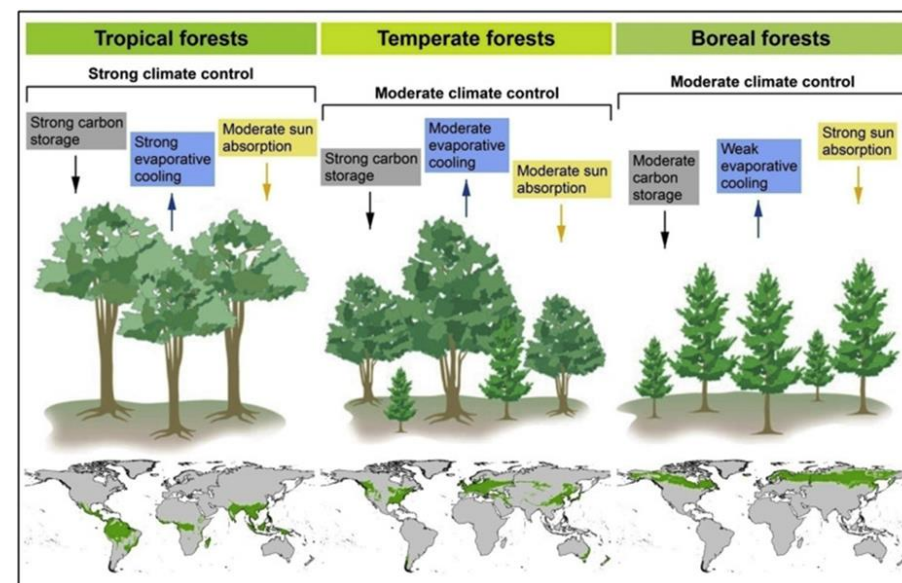 Tropical forests
Strong climate control
Strong carbon
storage
Strong
evaporative
cooling
Moderate sun
absorption
Temperate forests
Moderate climate control
Strong carbon
storage
Moderate
evaporative
cooling
Moderate sun
absorption
Boreal forests
Moderate climate control
Moderate
carbon
storage
Weak
evaporative
cooling
Strong sun
absorption